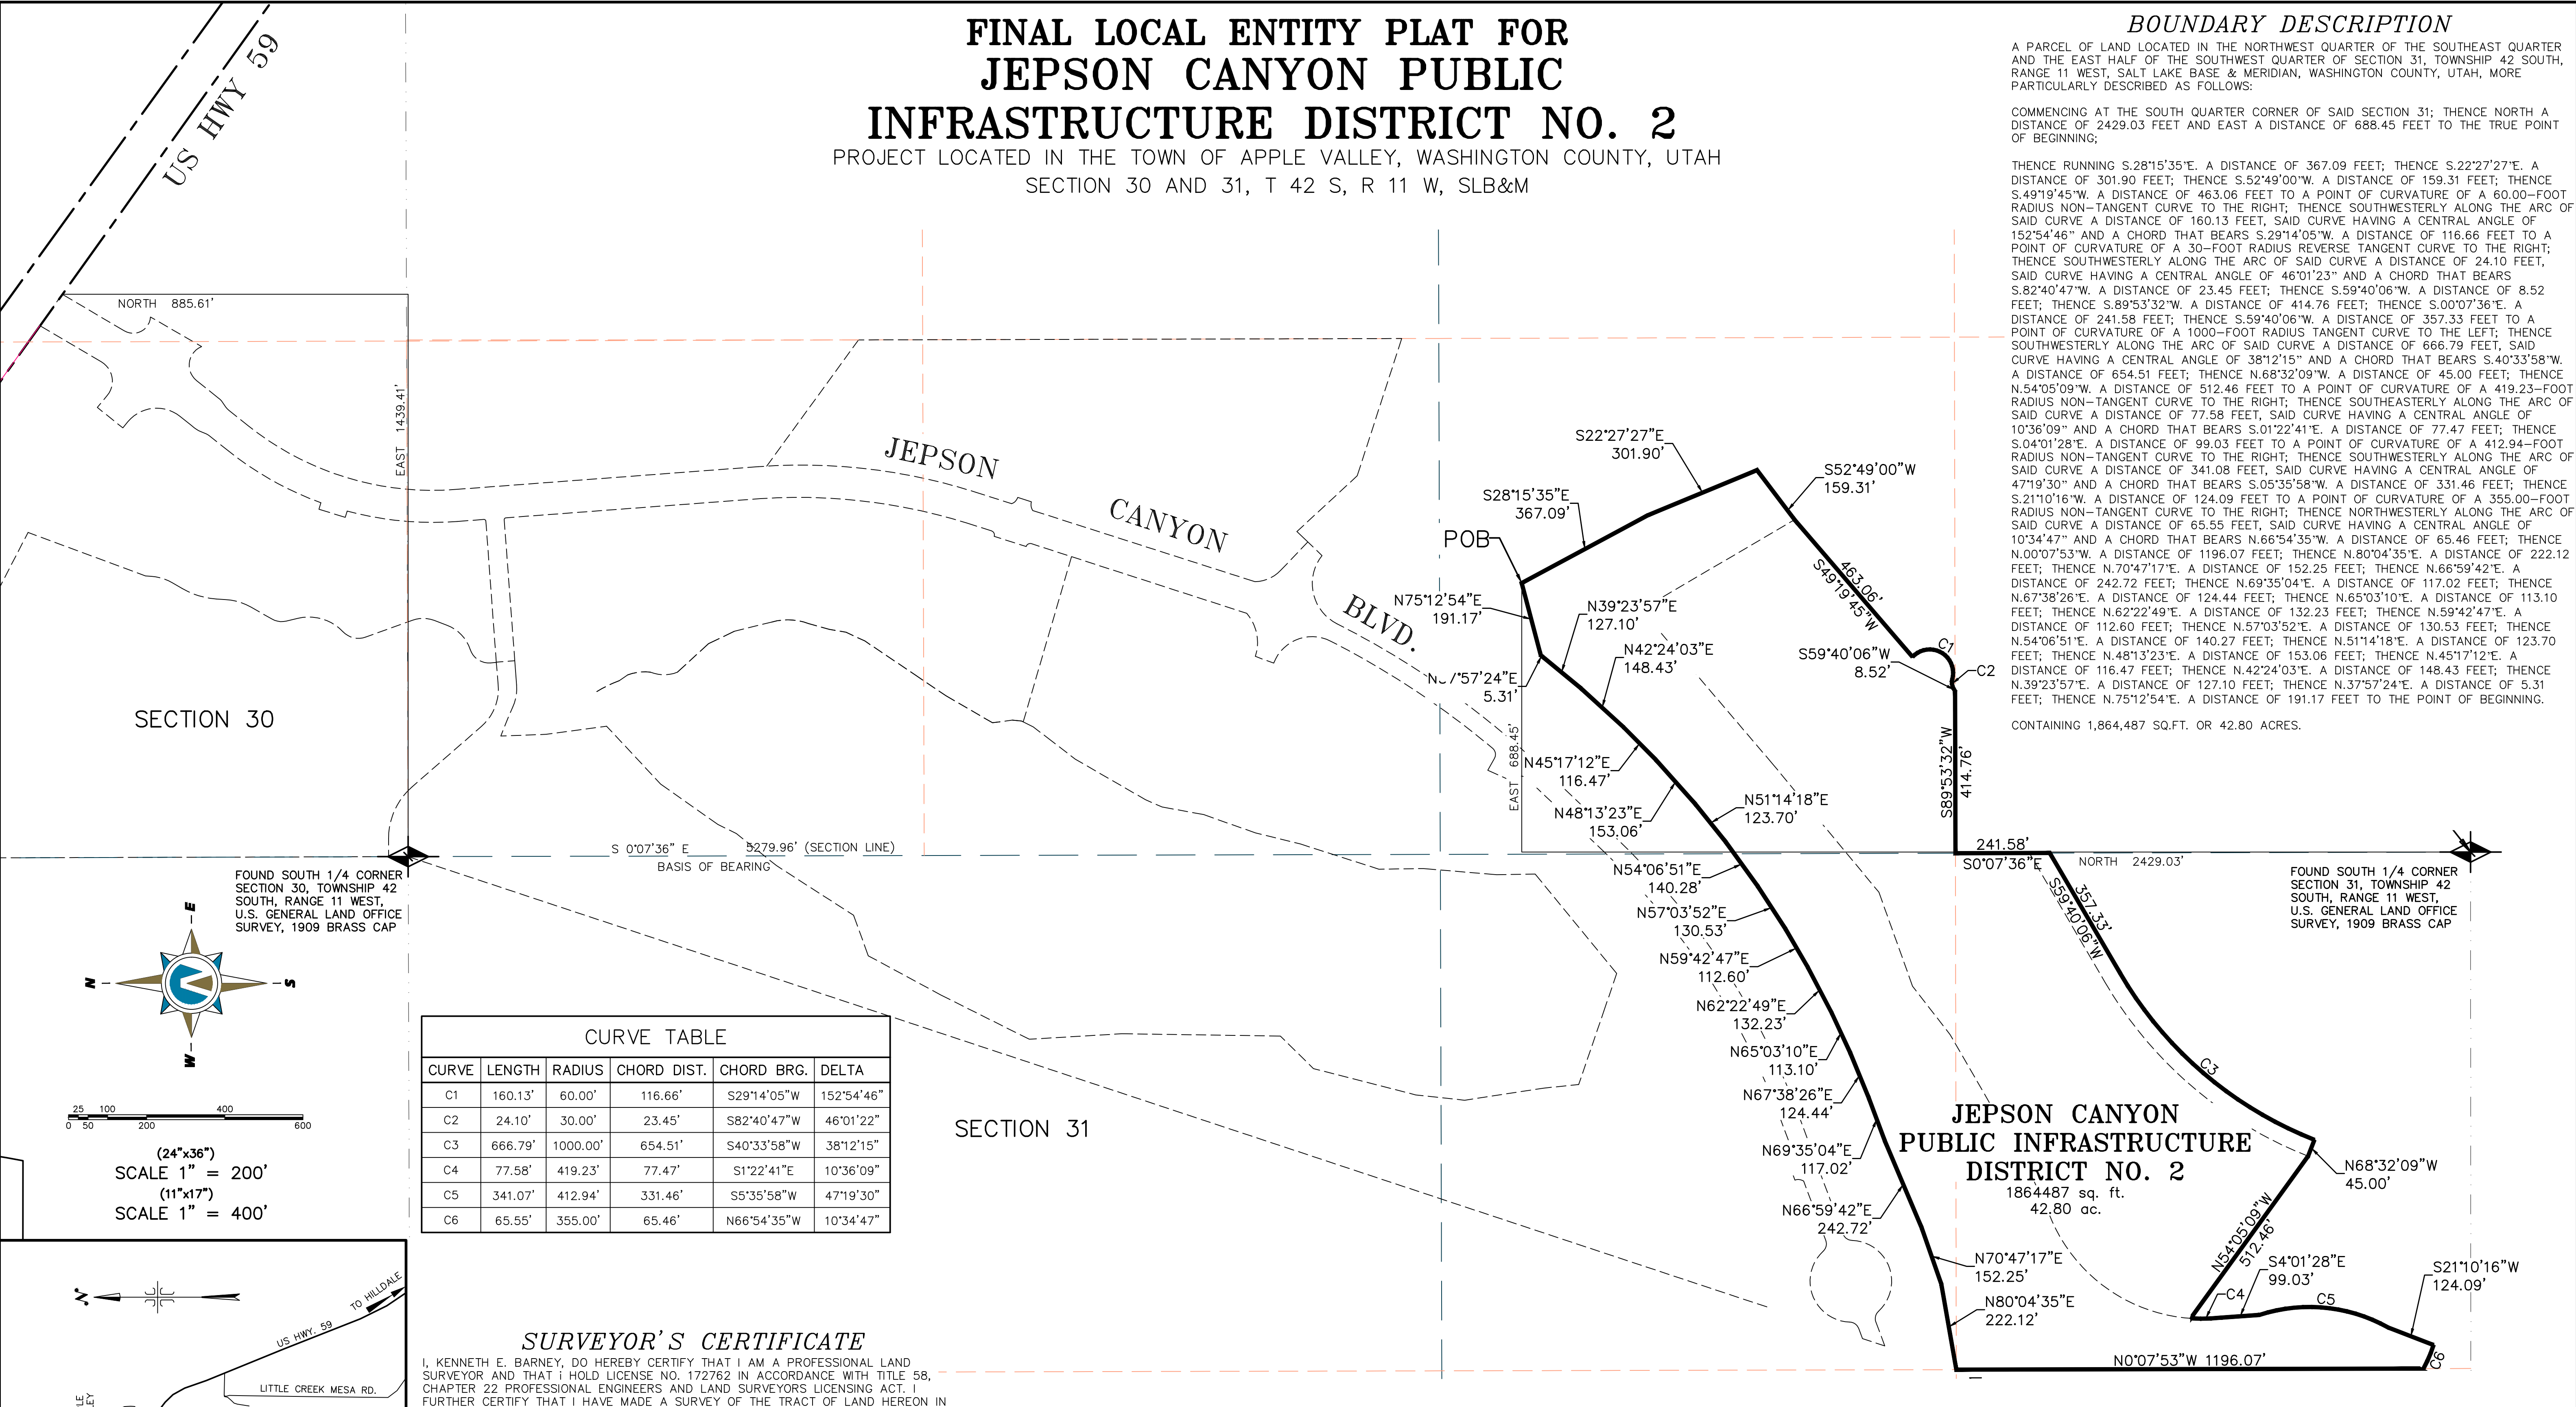 FINAL LOCAL ENTITY PLAT FOR
JEPSON CANYON PUBLIC
INFRASTRUCTURE DISTRICT NO. 2
PROJECT LOCATED IN THE TOWN OF APPLE VALLEY, WASHINGTON COUNTY, UTAH
SECTION 30 AND 31, T 42 S, R 11 W, SLB&M
BOUNDARY DESCRIPTION
A PARCEL OF LAND LOCATED IN THE NORTHWEST QUARTER OF THE SOUTHEAST QUARTER
AND THE EAST HALF OF THE SOUTHWEST QUARTER OF SECTION 31, TOWNSHIP 42 SOUTH,
RANGE 11 WEST, SALT LAKE BASE & MERIDIAN, WASHINGTON COUNTY, UTAH, MORE
PARTICULARLY DESCRIBED AS FOLLOWS:
COMMENCING AT THE SOUTH QUARTER CORNER OF SAID SECTION 31; THENCE NORTH A
DISTANCE OF 2429.03 FEET AND EAST A DISTANCE OF 688.45 FEET TO THE TRUE POINT
OF BEGINNING;
THENCE RUNNING S.28°15'35"E. A DISTANCE OF 367.09 FEET; THENCE S.22°27'27"E. A
DISTANCE OF 301.90 FEET; THENCE S.52°49'00"W. A DISTANCE OF 159.31 FEET; THENCE
S.49°19'45"W. A DISTANCE OF 463.06 FEET TO A POINT OF CURVATURE OF A 60.00-FOOT
RADIUS NON-TANGENT CURVE TO THE RIGHT; THENCE SOUTHWESTERLY ALONG THE ARC OF
SAID CURVE A DISTANCE OF 160.13 FEET, SAID CURVE HAVING A CENTRAL ANGLE OF
152°54'46" AND A CHORD THAT BEARS S.29°14'05"W. A DISTANCE OF 116.66 FEET TO A
POINT OF CURVATURE OF A 30-FOOT RADIUS REVERSE TANGENT CURVE TO THE RIGHT;
THENCE SOUTHWESTERLY ALONG THE ARC OF SAID CURVE A DISTANCE OF 24.10 FEET,
SAID CURVE HAVING A CENTRAL ANGLE OF 46°01'23" AND A CHORD THAT BEARS
S.82°40'47"W. A DISTANCE OF 23.45 FEET; THENCE S.59°40'06"W. A DISTANCE OF 8.52
FEET; THENCE S.89°53'32"W. A DISTANCE OF 414.76 FEET; THENCE S.00°07'36"E. A
DISTANCE OF 241.58 FEET; THENCE S.59°40'06"W. A DISTANCE OF 357.33 FEET TO A
POINT OF CURVATURE OF A 1000-FOOT RADIUS TANGENT CURVE TO THE LEFT; THENCE
SOUTHWESTERLY ALONG THE ARC OF SAID CURVE A DISTANCE OF 666.79 FEET, SAID
CURVE HAVING A CENTRAL ANGLE OF 38°12'15" AND A CHORD THAT BEARS S.40°33'58"W.
A DISTANCE OF 654.51 FEET; THENCE N.68°32'09"W. A DISTANCE OF 45.00 FEET; THENCE
N.54°05'09"W. A DISTANCE OF 512.46 FEET TO A POINT OF CURVATURE OF A 419.23-FOOT
RADIUS NON-TANGENT CURVE TO THE RIGHT; THENCE SOUTHEASTERLY ALONG THE ARC OF
SAID CURVE A DISTANCE OF 77.58 FEET, SAID CURVE HAVING A CENTRAL ANGLE OF
10°36'09" AND A CHORD THAT BEARS S.01°22'41"E. A DISTANCE OF 77.47 FEET; THENCE
S.04°01'28"E. A DISTANCE OF 99.03 FEET TO A POINT OF CURVATURE OF A 412.94-FOOT
RADIUS NON-TANGENT CURVE TO THE RIGHT; THENCE SOUTHWESTERLY ALONG THE ARC OF
SAID CURVE A DISTANCE OF 341.08 FEET, SAID CURVE HAVING A CENTRAL ANGLE OF
47°19'30" AND A CHORD THAT BEARS S.05°35'58"W. A DISTANCE OF 331.46 FEET; THENCE
S.21°10'16"W. A DISTANCE OF 124.09 FEET TO A POINT OF CURVATURE OF A 355.00-FOOT
RADIUS NON-TANGENT CURVE TO THE RIGHT; THENCE NORTHWESTERLY ALONG THE ARC OF
SAID CURVE A DISTANCE OF 65.55 FEET, SAID CURVE HAVING A CENTRAL ANGLE OF
10°34'47" AND A CHORD THAT BEARS N.66°54'35"W. A DISTANCE OF 65.46 FEET; THENCE
N.00°07'53"W. A DISTANCE OF 1196.07 FEET; THENCE N.80°04'35"E. A DISTANCE OF 222.12
FEET; THENCE N.70°47'17"E. A DISTANCE OF 152.25 FEET; THENCE N.66°59'42"E. A
DISTANCE OF 242.72 FEET; THENCE N.69°35'04"E. A DISTANCE OF 117.02 FEET; THENCE
N.67°38'26"E. A DISTANCE OF 124.44 FEET; THENCE N.65°03'10"E. A DISTANCE OF 113.10
FEET; THENCE N.62°22'49"E. A DISTANCE OF 132.23 FEET; THENCE N.59°42'47"E. A
DISTANCE OF 112.60 FEET; THENCE N.57°03'52"E. A DISTANCE OF 130.53 FEET; THENCE
N.54°06'51"E. A DISTANCE OF 140.27 FEET; THENCE N.51°14'18"E. A DISTANCE OF 123.70
FEET; THENCE N.48°13'23"E. A DISTANCE OF 153.06 FEET; THENCE N.45°17'12"E. A
DISTANCE OF 116.47 FEET; THENCE N.42°24'03"E. A DISTANCE OF 148.43 FEET; THENCE
N.39°23'57"E. A DISTANCE OF 127.10 FEET; THENCE N.37°57'24"E. A DISTANCE OF 5.31
FEET; THENCE N.75°12'54"E. A DISTANCE OF 191.17 FEET TO THE POINT OF BEGINNING.
CONTAINING 1,864,487 SQ.FT. OR 42.80 ACRES.
US HWY 59
NORTH 885.61'
EAST 1439.41'
JEPSON
CANYON
BLVD.
SECTION 30
S 0°07'36" E 5279.96' (SECTION LINE)
BASIS OF BEARING
FOUND SOUTH 1/4 CORNER
SECTION 30, TOWNSHIP 42
SOUTH, RANGE 11 WEST,
U.S. GENERAL LAND OFFICE
SURVEY, 1909 BRASS CAP
S22°27'27"E
301.90'
S28°15'35"E
367.09'
S52°49'00"W
159.31'
POB
463.06'
S49°19'45"W
N75°12'54"E
191.17'
N39°23'57"E
127.10'
N42°24'03"E
148.43'
7°57'24"E
5.31'
C1
S59°40'06"W
8.52'
C2
EAST 688.45'
N45°17'12"E
116.47'
N48°13'23"E
153.06'
N51°14'18"E
123.70'
S89°53'32"W
414.76'
241.58'
S0°07'36"E
NORTH 2429.03'
FOUND SOUTH 1/4 CORNER
SECTION 31, TOWNSHIP 42
SOUTH, RANGE 11 WEST,
U.S. GENERAL LAND OFFICE
SURVEY, 1909 BRASS CAP
N54°06'51"E
140.28'
357.33'
S59°40'06"W
N57°03'52"E
130.53'
N59°42'47"E
112.60'
N62°22'49"E
132.23'
N65°03'10"E
113.10'
N67°38'26"E
124.44'
N69°35'04"E
117.02'
N66°59'42"E
242.72'
C3
JEPSON CANYON
PUBLIC INFRASTRUCTURE
DISTRICT NO. 2
1864487 sq. ft.
42.80 ac.
N68°32'09"W
45.00'
N54°05'09"W
512.46'
N70°47'17"E
152.25'
N80°04'35"E
222.12'
S4°01'28"E
99.03'
C4
C5
S21°10'16"W
124.09'
C6
N0°07'53"W 1196.07'
E
N
S
W
25 100 400
0 50 200 600
(24"x36")
SCALE 1" = 200'
(11"x17")
SCALE 1" = 400'
CURVE TABLE
CURVE LENGTH RADIUS CHORD DIST. CHORD BRG. DELTA
C1 160.13' 60.00' 116.66' S29°14'05"W 152°54'46"
C2 24.10' 30.00' 23.45' S82°40'47"W 46°01'22"
C3 666.79' 1000.00' 654.51' S40°33'58"W 38°12'15"
C4 77.58' 419.23' 77.47' S1°22'41"E 10°36'09"
C5 341.07' 412.94' 331.46' S5°35'58"W 47°19'30"
C6 65.55' 355.00' 65.46' N66°54'35"W 10°34'47"
SECTION 31
N
TO HILLDALE
US HWY. 59
LITTLE CREEK MESA RD.
SURVEYOR'S CERTIFICATE
I, KENNETH E. BARNEY, DO HEREBY CERTIFY THAT I AM A PROFESSIONAL LAND
SURVEYOR AND THAT i HOLD LICENSE NO. 172762 IN ACCORDANCE WITH TITLE 58,
CHAPTER 22 PROFESSIONAL ENGINEERS AND LAND SURVEYORS LICENSING ACT. I
FURTHER CERTIFY THAT I HAVE MADE A SURVEY OF THE TRACT OF LAND HEREON IN